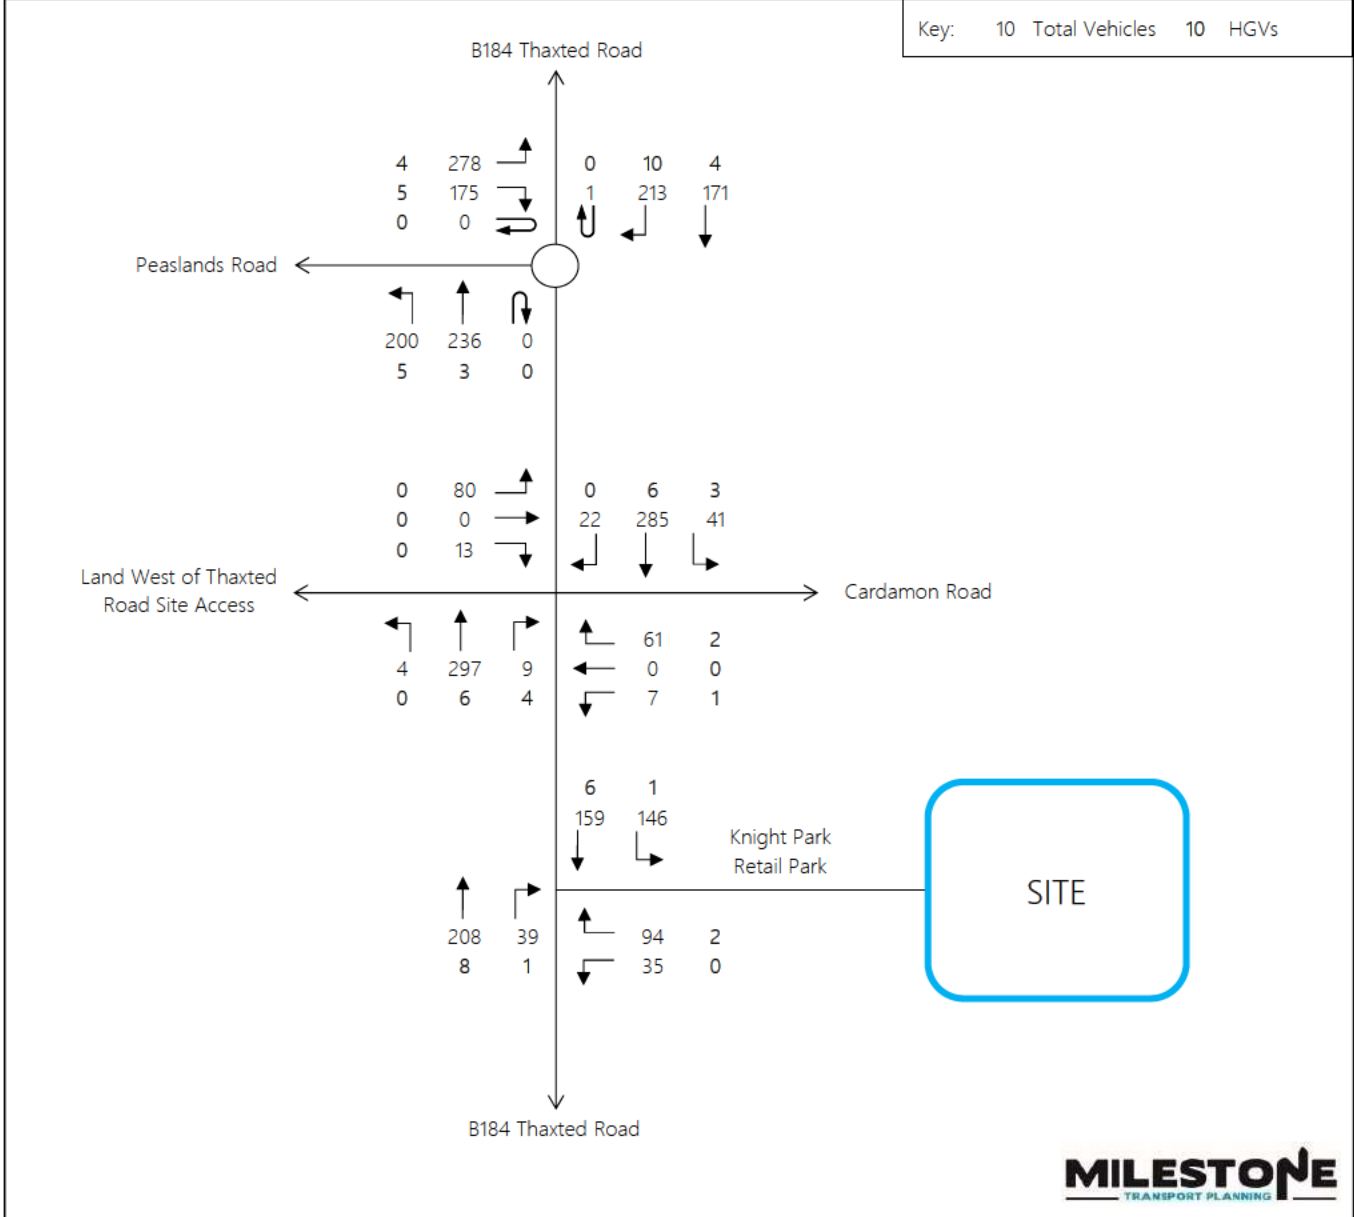 Key: 10 Total Vehicles 10 HGVs
B184 Thaxted Road
4 278 0 10 4
5 175 1 213 171
0 0
Peaslands Road
200 236 0
5 3 0
0 80 0 6 3
0 0 22 285 41
0 13
Land West of Thaxted
Road Site Access
Cardamon Road
61 2
4 297 9 0 0
0 6 4 7 1
6 1
159 146
Knight Park
Retail Park
SITE
208 39 94 2
8 1 35 0
B184 Thaxted Road
MILESTONE
TRANSPORT PLANNING